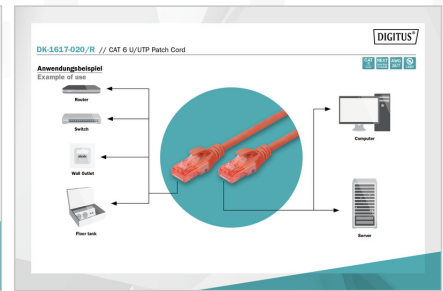 DIGITUS®
DK-1617-020/R // CAT 6 U/UTP Patch Cord
Anwendungsbeispiel
Example of use
Router
Switch
Wall Outlet
Floor tank
Computer
Server